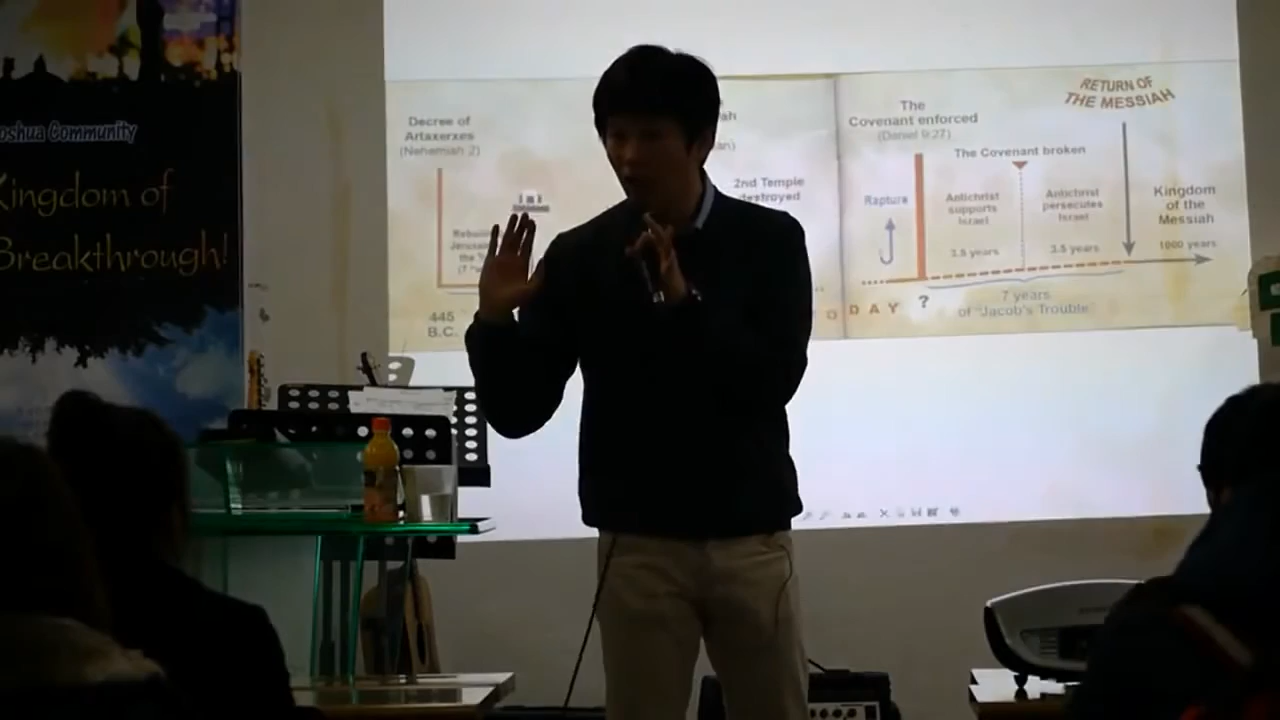 oshua Community
Kingdom of
Breakthrough!
Decree of
Artaxerxes
(Nehemiah 2)
445
B.C.
2nd Temple
destroyed
The
Covenant enforced
(Daniel 9:27)
The Covenant broken
Rapture
Antichrist
supports
Israel
3.5 years
Antichrist
persecutes
Israel
3.5 years
RETURN OF
THE MESSIAH
Kingdom
of the
Messiah
1000 years
DAY ?
7 years
of "Jacob's Trouble"